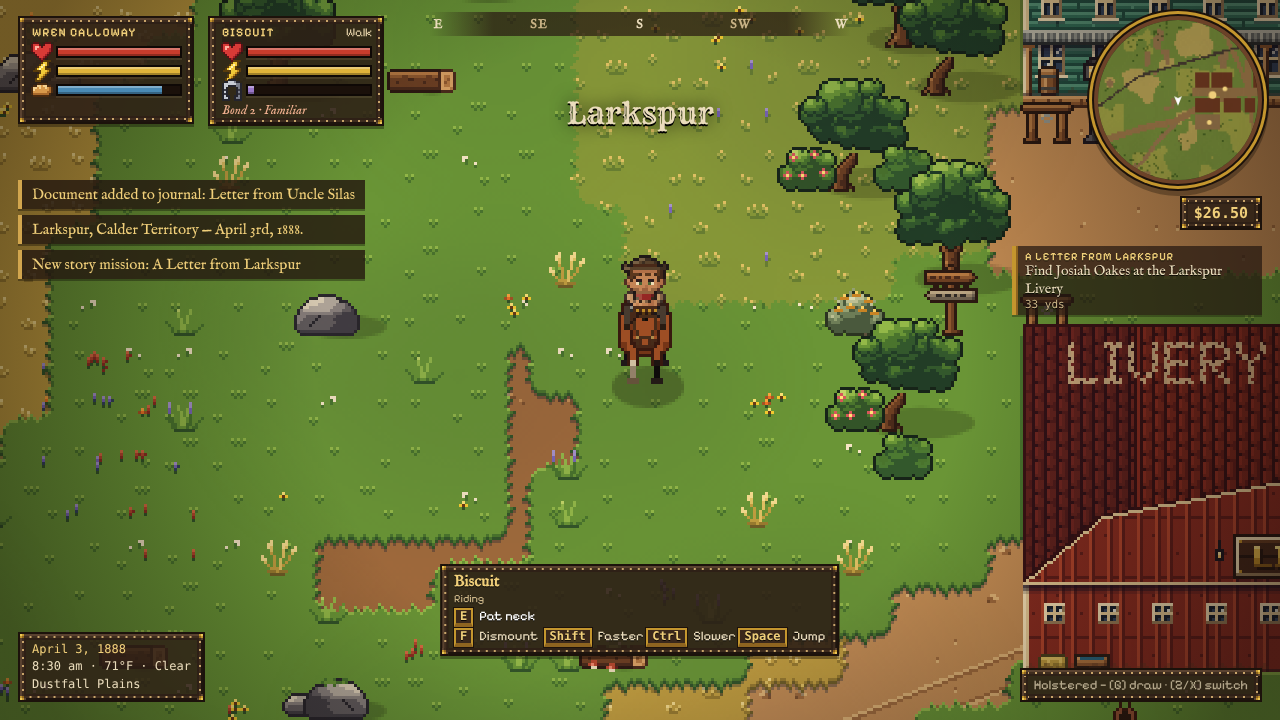 WREN CALLOWAY
BISCUIT Walk
Bond 2 · Familiar
E SE S SW W
Larkspur
Document added to journal: Letter from Uncle Silas
Larkspur, Calder Territory – April 3rd, 1888.
New story mission: A Letter from Larkspur
$26.50
A LETTER FROM LARKSPUR
Find Josiah Oakes at the Larkspur
Livery
33 yds
LIVERY
LI
Biscuit
Riding
E Pat neck
F Dismount Shift Faster Ctrl Slower Space Jump
April 3, 1888
8:30 am · 71°F · Clear
Dustfall Plains
Holstered – (G) draw · (Z/X) switch